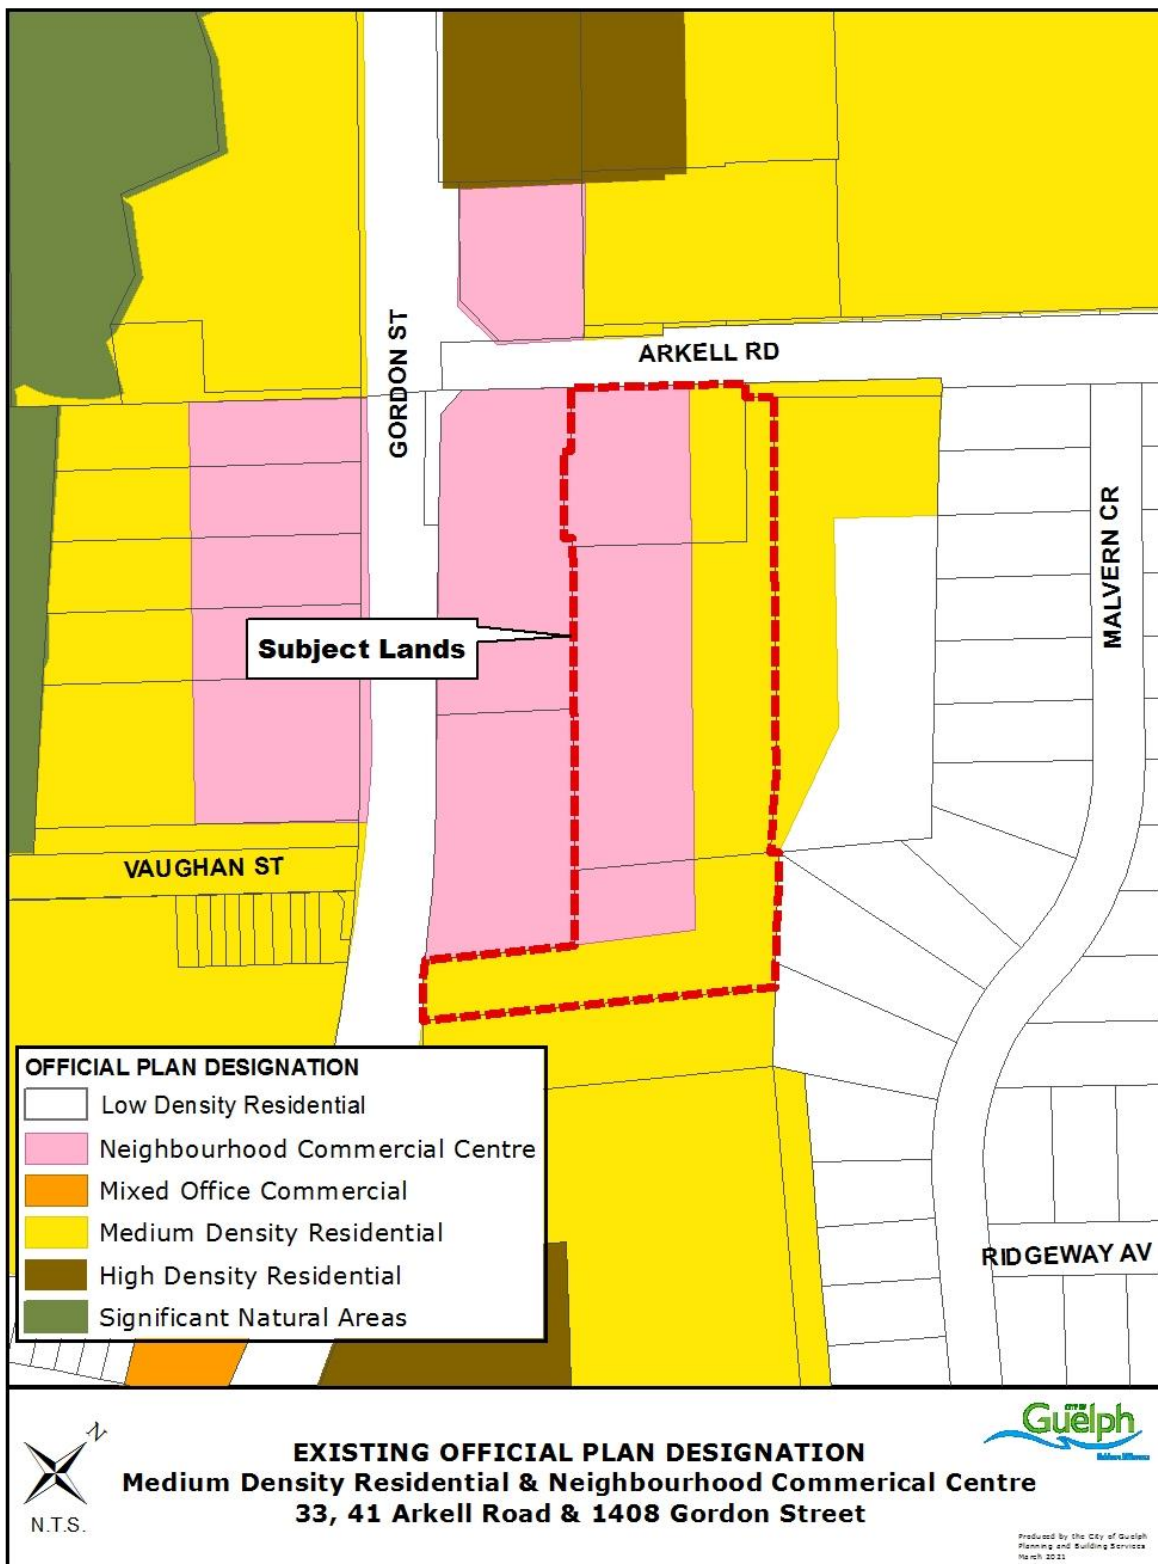 ARKELL RD
GORDON ST
MALVERN CR
Subject Lands
VAUGHAN ST
RIDGEWAY AV
OFFICIAL PLAN DESIGNATION
Low Density Residential
Neighbourhood Commercial Centre
Mixed Office Commercial
Medium Density Residential
High Density Residential
Significant Natural Areas
N
N.T.S.
EXISTING OFFICIAL PLAN DESIGNATION
Medium Density Residential & Neighbourhood Commerical Centre
33, 41 Arkell Road & 1408 Gordon Street
CITY OF
Guelph
Produced by the City of Guelph
Planning and Building Services
March 2021